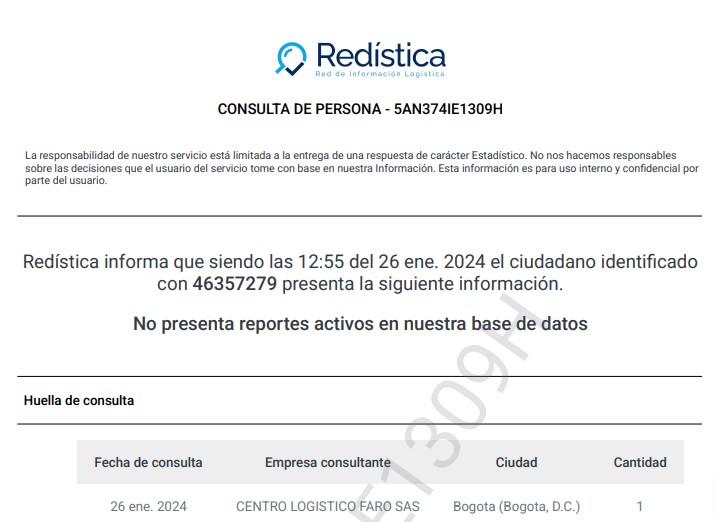 Redística
Red de Información Logística
CONSULTA DE PERSONA - 5AN374IE1309H
La responsabilidad de nuestro servicio está limitada a la entrega de una respuesta de carácter Estadístico. No nos hacemos responsables
sobre las decisiones que el usuario del servicio tome con base en nuestra Información. Esta información es para uso interno y confidencial por
parte del usuario.
Redística informa que siendo las 12:55 del 26 ene. 2024 el ciudadano identificado
con 46357279 presenta la siguiente información.
No presenta reportes activos en nuestra base de datos
Huella de consulta
Fecha de consulta Empresa consultante Ciudad Cantidad
26 ene. 2024 CENTRO LOGISTICO FARO SAS Bogota (Bogota, D.C.) 1
E1309H